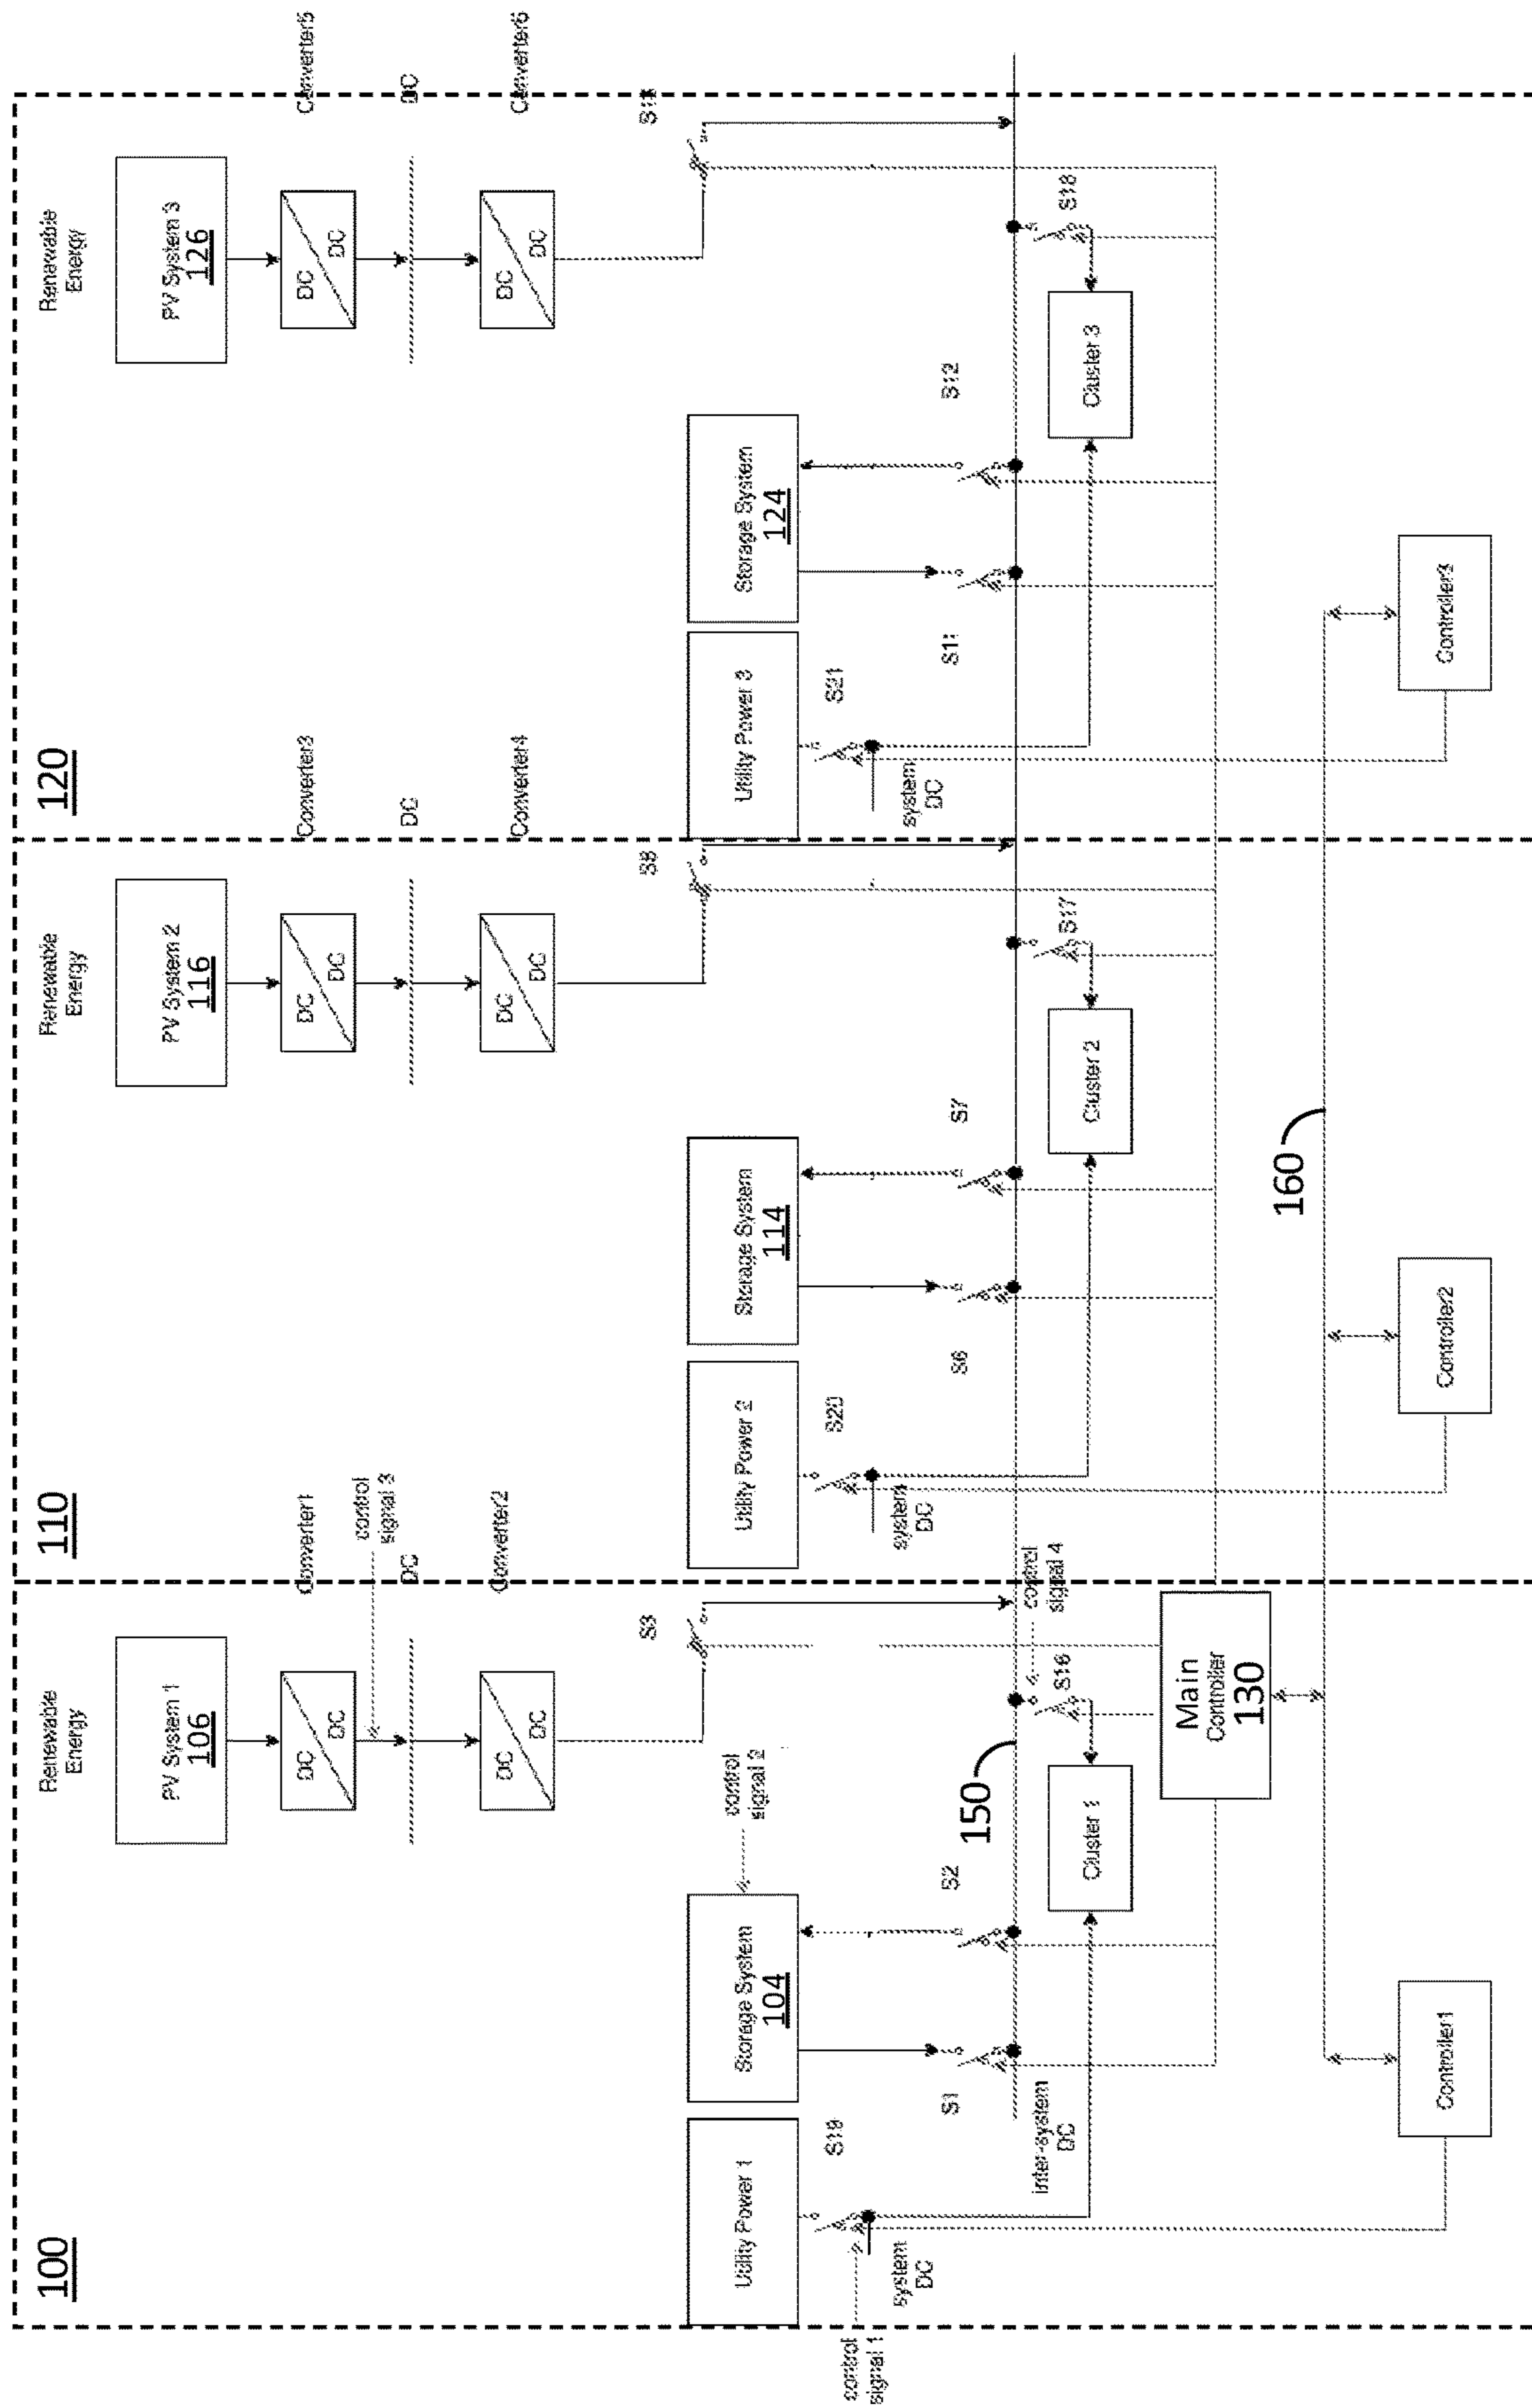 100
Renewable
Energy
PV System 1
106
DC
DC
Converter1
control
signal 3
DC
DC
DC
Converter2
Utility Power 1
Storage System
104
control
signal 2
S3
S19
control
signal 1
system
DC
S1
S2
150
inter-system
DC
control
signal 4
S16
Cluster 1
Main
Controller
130
Controller1
110
Renewable
Energy
PV System 2
116
DC
DC
Converter3
DC
DC
DC
Converter4
Utility Power 2
Storage System
114
S8
S20
system
DC
S6
S7
S17
Cluster 2
160
Controller2
120
Renewable
Energy
PV System 3
126
DC
DC
Converter5
DC
DC
DC
Converter6
Utility Power 3
Storage System
124
S21
system
DC
S11
S12
S18
Cluster 3
Controller3